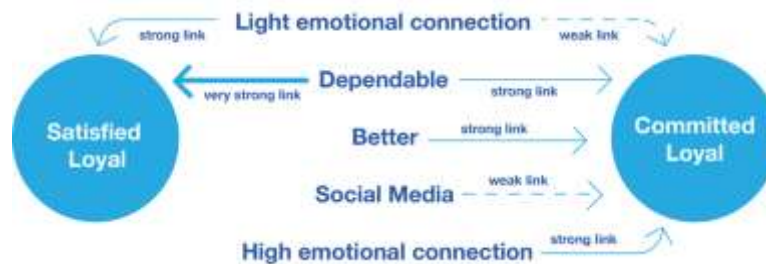 Light emotional connection
strong link
weak link
Dependable
very strong link
strong link
Satisfied
Loyal
Committed
Loyal
Better
strong link
Social Media
weak link
High emotional connection
strong link